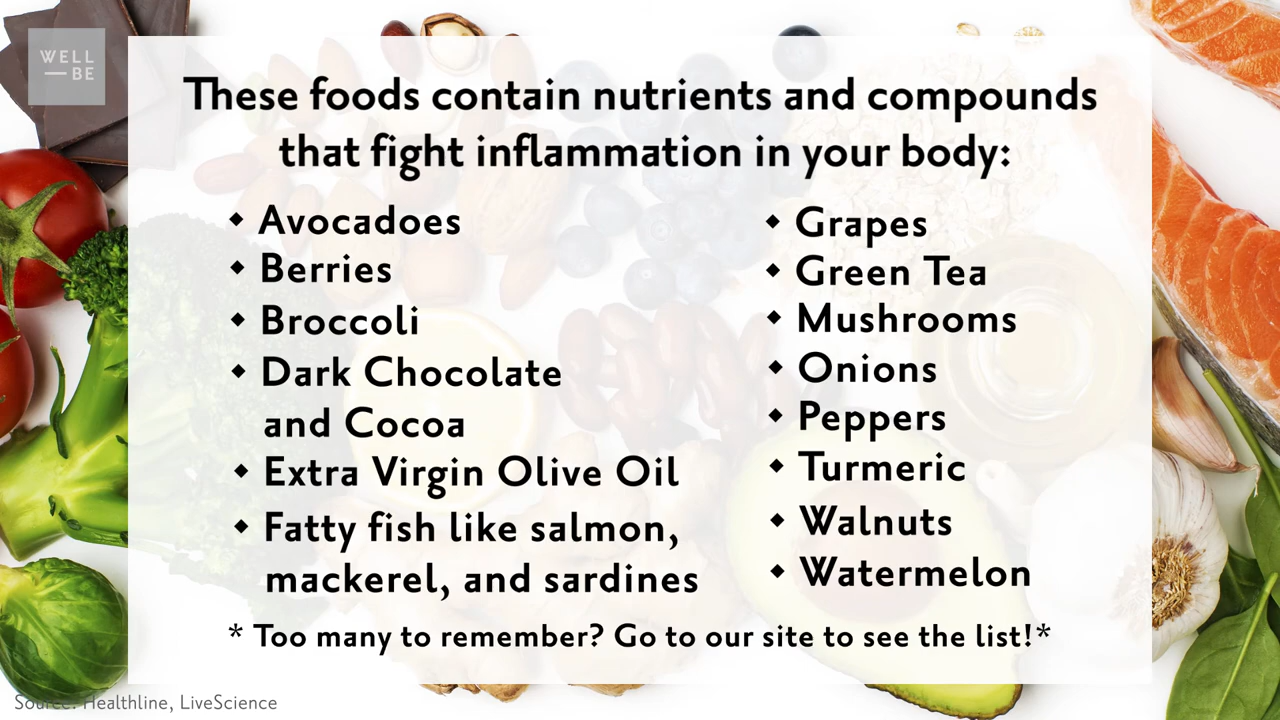 WELL
—BE
These foods contain nutrients and compounds
that fight inflammation in your body:
◆ Avocadoes
◆ Berries
◆ Broccoli
◆ Dark Chocolate
and Cocoa
◆ Extra Virgin Olive Oil
◆ Fatty fish like salmon,
mackerel, and sardines
◆ Grapes
◆ Green Tea
◆ Mushrooms
◆ Onions
◆ Peppers
◆ Turmeric
◆ Walnuts
◆ Watermelon
* Too many to remember? Go to our site to see the list!*
Source: Healthline, LiveScience